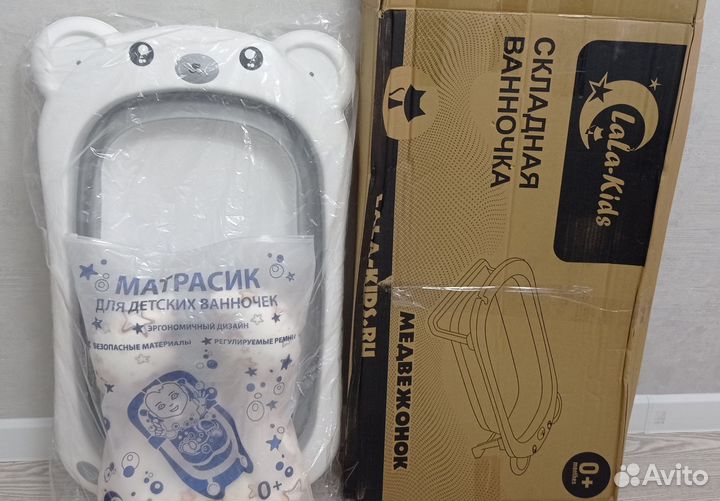 МАТРАСИК
ДЛЯ ДЕТСКИХ ВАННОЧЕК
• ЭРГОНОМИЧНЫЙ ДИЗАЙН
БЕЗОПАСНЫЕ МАТЕРИАЛЫ • РЕГУЛИРУЕМЫЕ РЕМНИ
0+
LaLa-Kids
СКЛАДНАЯ
ВАННОЧКА
LALA-KIDS.RU
МЕДВЕЖОНОК
0+
Avito